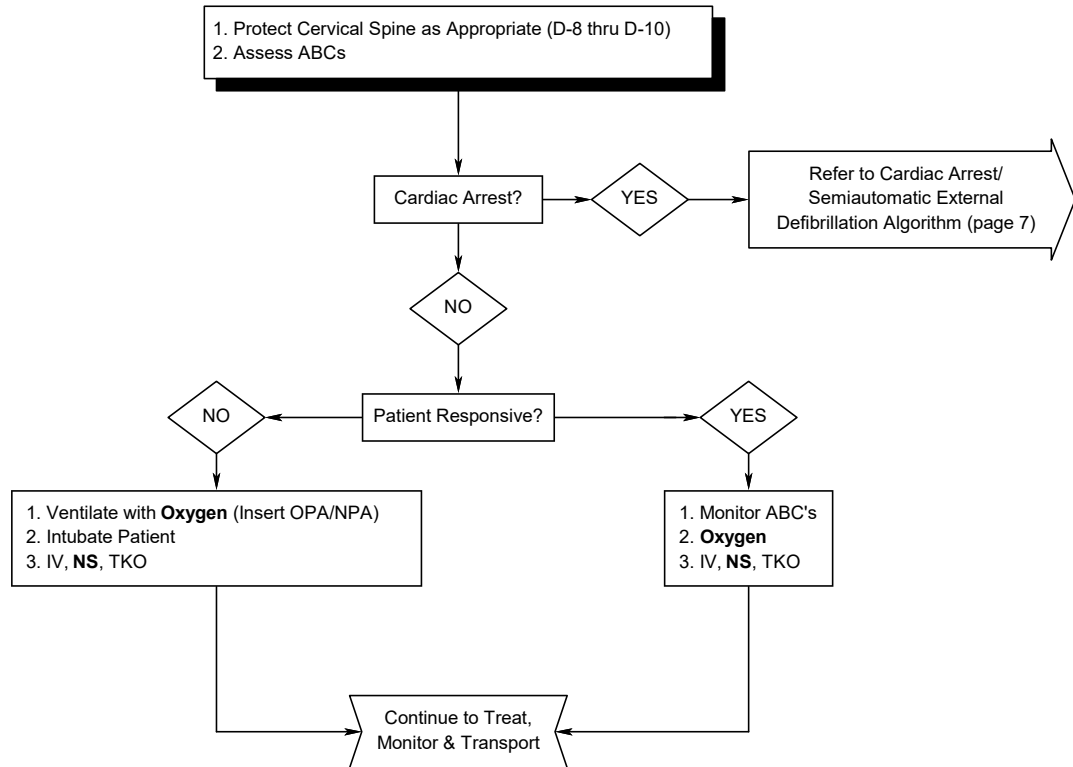 1. Protect Cervical Spine as Appropriate (D-8 thru D-10)
2. Assess ABCs
Cardiac Arrest?
YES
Refer to Cardiac Arrest/
Semiautomatic External
Defibrillation Algorithm (page 7)
NO
Patient Responsive?
NO
YES
1. Ventilate with Oxygen (Insert OPA/NPA)
2. Intubate Patient
3. IV, NS, TKO
1. Monitor ABC's
2. Oxygen
3. IV, NS, TKO
Continue to Treat,
Monitor & Transport